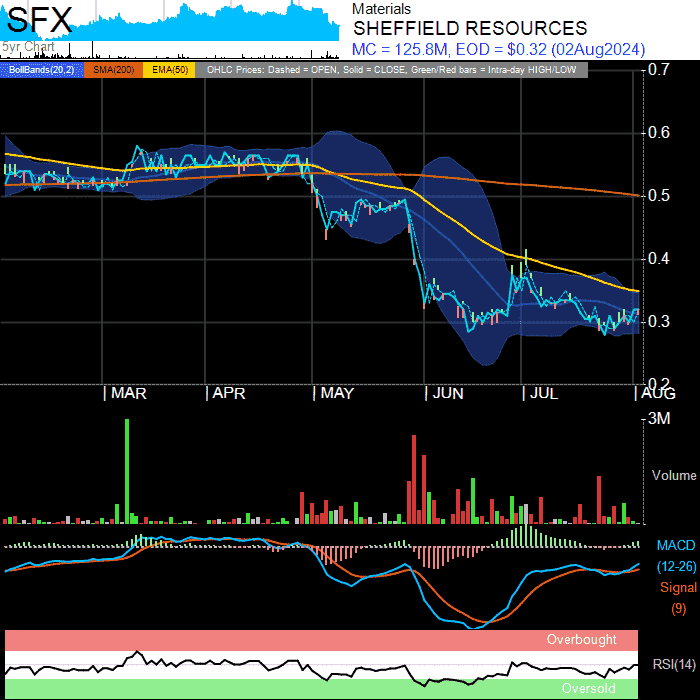 SFX
5yr Chart
Materials
SHEFFIELD RESOURCES
MC = 125.8M, EOD = $0.32 (02Aug2024)
BollBands(20,2) SMA(200) EMA(50) OHLC Prices: Dashed = OPEN, Solid = CLOSE, Green/Red bars = Intra-day HIGH/LOW
0.7
0.6
0.5
0.4
0.3
0.2
MAR APR MAY JUN JUL AUG
3M
Volume
MACD
(12-26)
Signal
(9)
Overbought
RSI(14)
Oversold